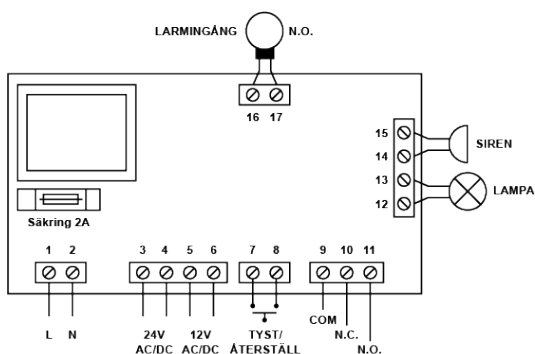 LARMINGÅNG N.O.
16 17
15
14
13
12
SIREN
LAMPA
Säkring 2A
1 2 3 4 5 6 7 8 9 10 11
L N 24V AC/DC 12V AC/DC TYST/ÅTERSTÄLL COM N.C. N.O.